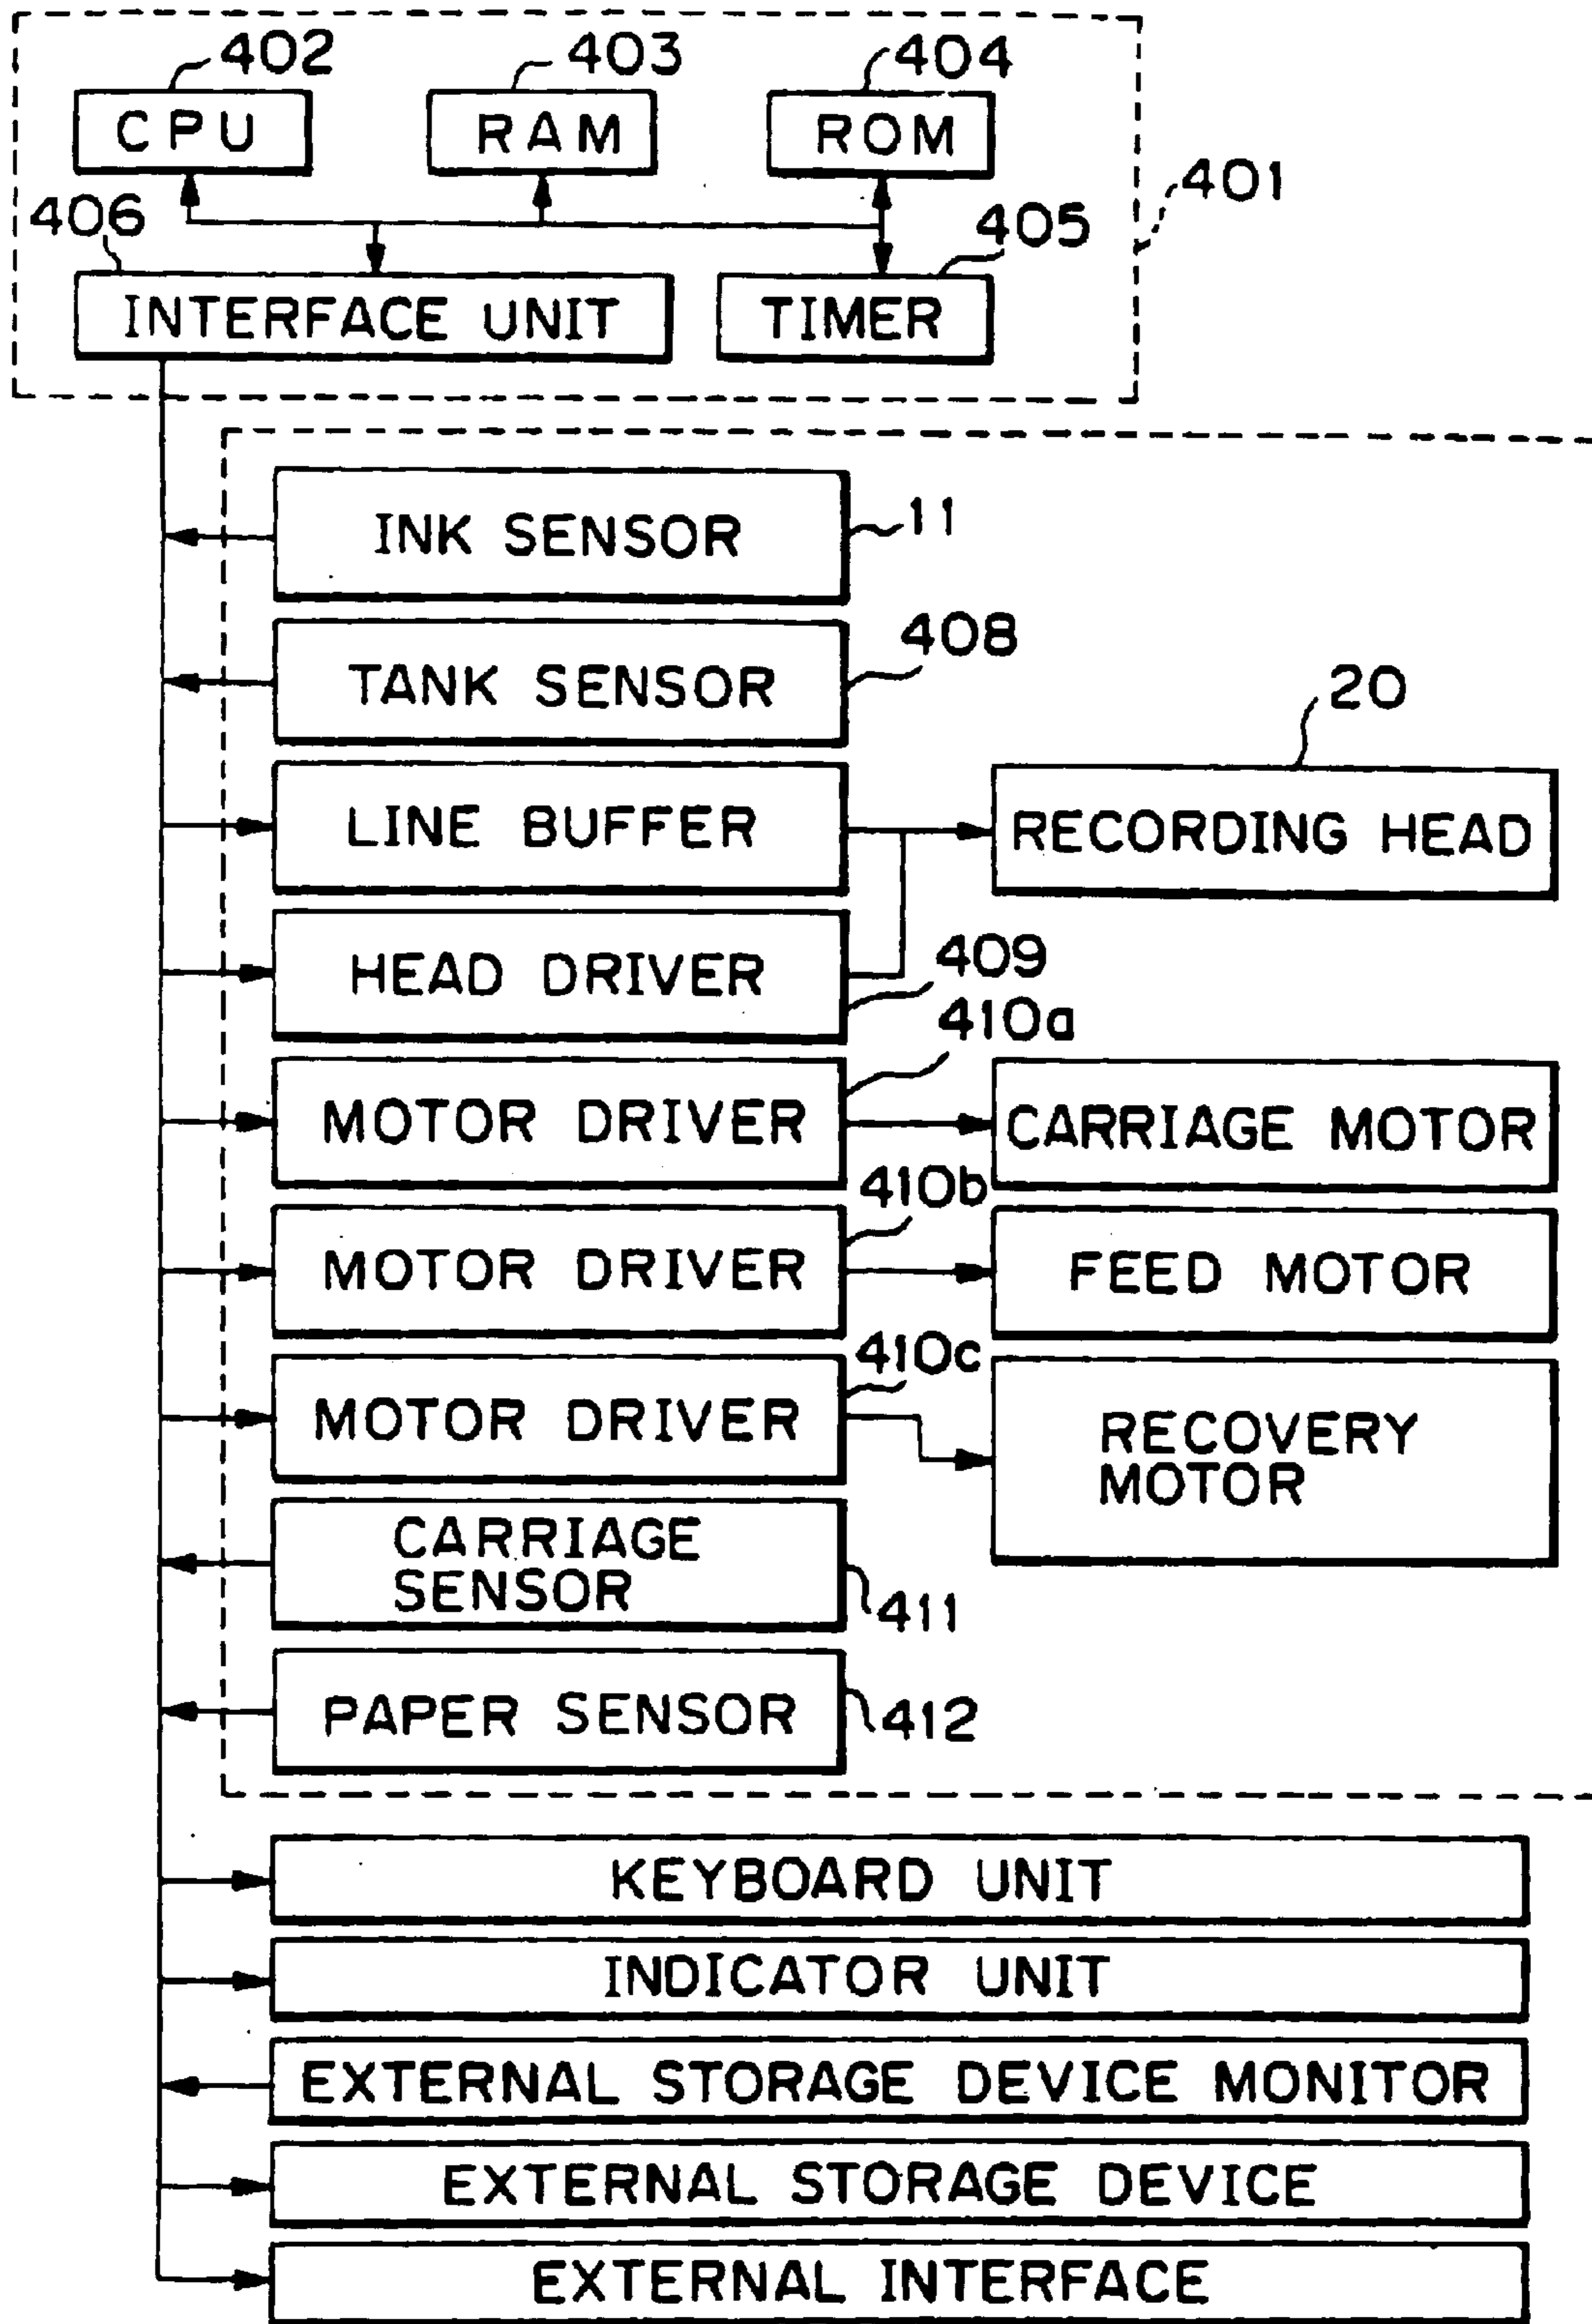 402
403
404
CPU
RAM
ROM
401
406
405
INTERFACE UNIT
TIMER
INK SENSOR
11
408
TANK SENSOR
20
LINE BUFFER
RECORDING HEAD
HEAD DRIVER
409
410a
MOTOR DRIVER
CARRIAGE MOTOR
410b
MOTOR DRIVER
FEED MOTOR
410c
MOTOR DRIVER
RECOVERY
MOTOR
CARRIAGE
SENSOR
411
PAPER SENSOR
412
KEYBOARD UNIT
INDICATOR UNIT
EXTERNAL STORAGE DEVICE MONITOR
EXTERNAL STORAGE DEVICE
EXTERNAL INTERFACE